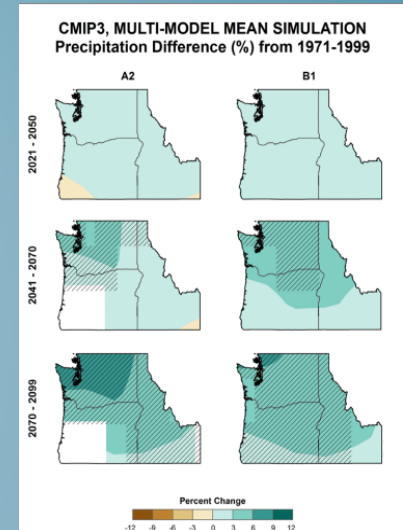 CMIP3, MULTI-MODEL MEAN SIMULATION
Precipitation Difference (%) from 1971-1999
A2 B1
2021 - 2050
2041 - 2070
2070 - 2099
Percent Change
-12 -9 -6 -3 0 3 6 9 12